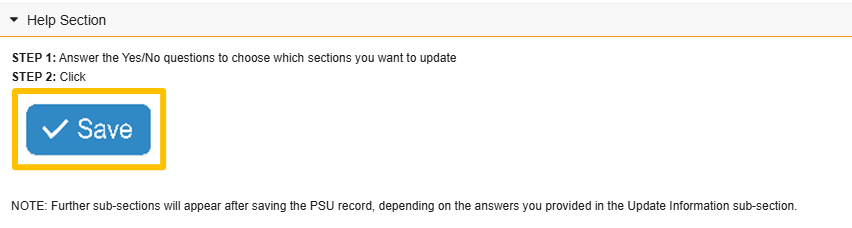 Help Section
STEP 1: Answer the Yes/No questions to choose which sections you want to update
STEP 2: Click
Save
NOTE: Further sub-sections will appear after saving the PSU record, depending on the answers you provided in the Update Information sub-section.